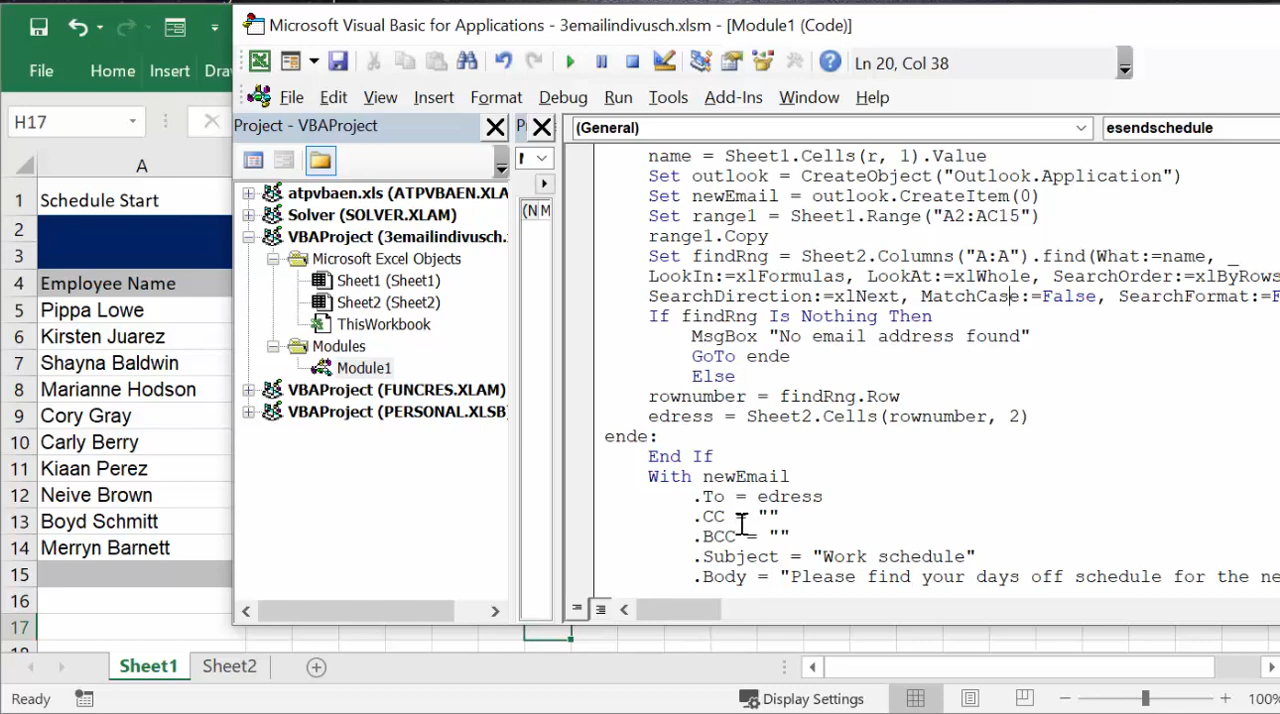 Microsoft Visual Basic for Applications - 3emailindivusch.xlsm - [Module1 (Code)]
Ln 20, Col 38
File Home Insert Dra
File Edit View Insert Format Debug Run Tools Add-Ins Window Help
H17
Project - VBAProject
P
(General)
esendschedule
A
1 Schedule Start
2
3
4 Employee Name
5 Pippa Lowe
6 Kirsten Juarez
7 Shayna Baldwin
8 Marianne Hodson
9 Cory Gray
10 Carly Berry
11 Kiaan Perez
12 Neive Brown
13 Boyd Schmitt
14 Merryn Barnett
15
16
17
atpvbaen.xls (ATPVBAEN.XLA
Solver (SOLVER.XLAM)
VBAProject (3emailindivusch.
Microsoft Excel Objects
Sheet1 (Sheet1)
Sheet2 (Sheet2)
ThisWorkbook
Modules
Module1
VBAProject (FUNCRES.XLAM)
VBAProject (PERSONAL.XLSB)
(N M
name = Sheet1.Cells(r, 1).Value
Set outlook = CreateObject("Outlook.Application")
Set newEmail = outlook.CreateItem(0)
Set range1 = Sheet1.Range("A2:AC15")
range1.Copy
Set findRng = Sheet2.Columns("A:A").find(What:=name, _
LookIn:=xlFormulas, LookAt:=xlWhole, SearchOrder:=xlByRows
SearchDirection:=xlNext, MatchCase:=False, SearchFormat:=F
If findRng Is Nothing Then
MsgBox "No email address found"
GoTo ende
Else
rownumber = findRng.Row
edress = Sheet2.Cells(rownumber, 2)
ende:
End If
With newEmail
.To = edress
.CC = ""
.BCC = ""
.Subject = "Work schedule"
.Body = "Please find your days off schedule for the ne
Sheet1 Sheet2
Ready
Display Settings
100%